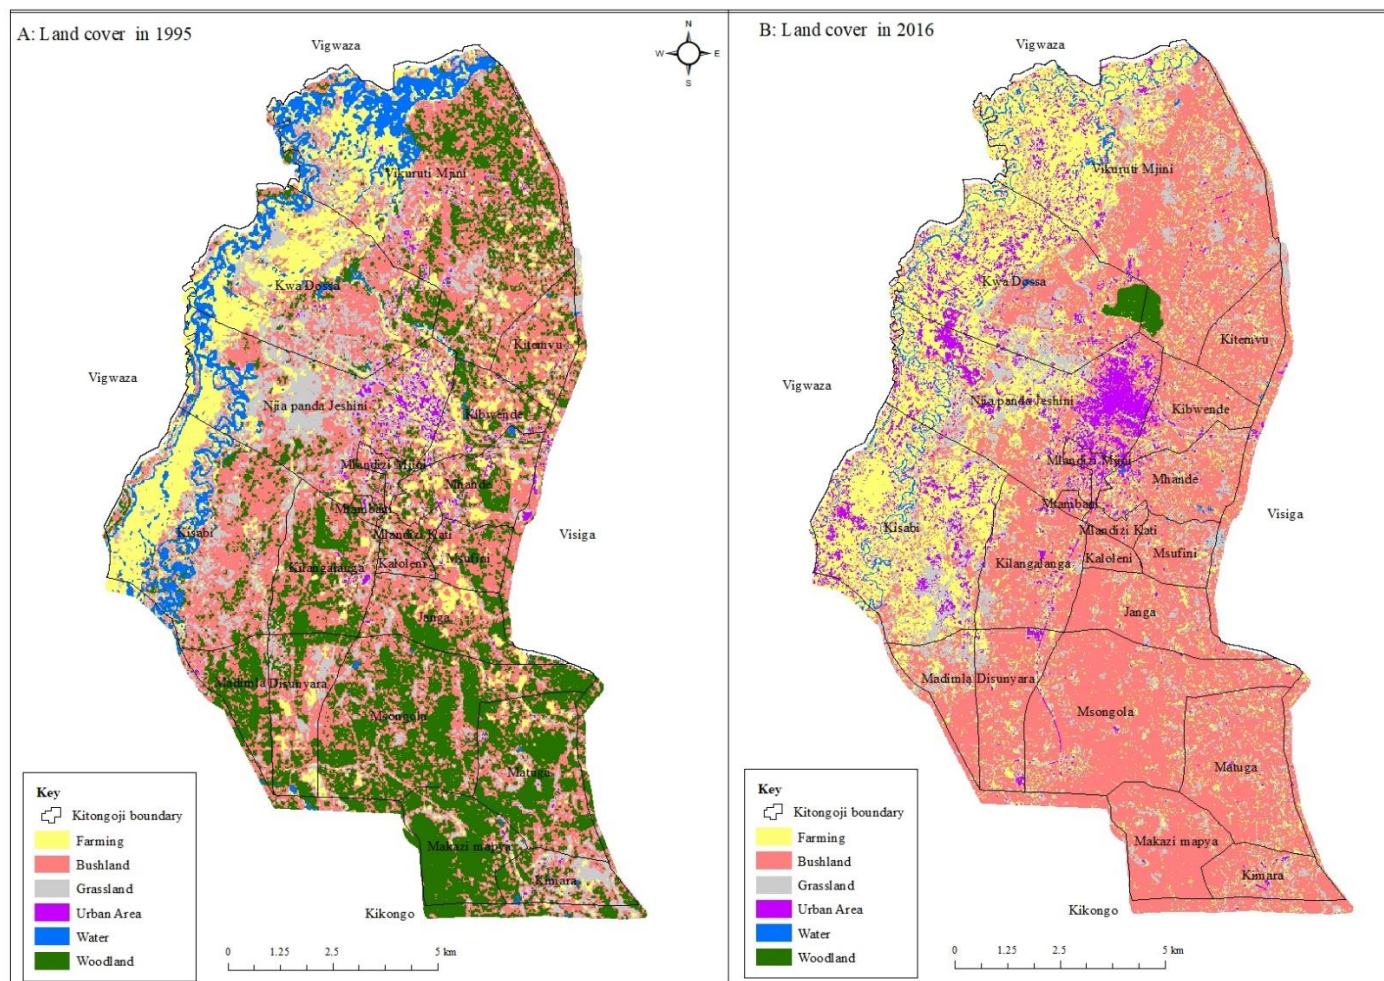 A: Land cover in 1995
Vigwaza
N
W
E
S
Vikuruti Mjini
Kwa Dossa
Kitemvu
Vigwaza
Njia panda Jeshini
Kibwende
Mlandizi Mjini
Mhande
Mtambani
Kisabi
Mlandizi Kati
Visiga
Kilangalanga
Kaloleni
Msufini
Janga
Madimla
Disunyara
Msongola
Matuga
Makazi mapya
Kimara
Kikongo
Key
Kitongoji boundary
Farming
Bushland
Grassland
Urban Area
Water
Woodland
0 1.25 2.5 5 km
B: Land cover in 2016
Vigwaza
Vikuruti Mjini
Kwa Dossa
Kitemvu
Vigwaza
Njia panda Jeshini
Kibwende
Mlandizi Mjini
Mhande
Mtambani
Kisabi
Mlandizi Kati
Visiga
Kilangalanga
Kaloleni
Msufini
Janga
Madimla
Disunyara
Msongola
Matuga
Makazi mapya
Kimara
Kikongo
Key
Kitongoji boundary
Farming
Bushland
Grassland
Urban Area
Water
Woodland
0 1.25 2.5 5 km